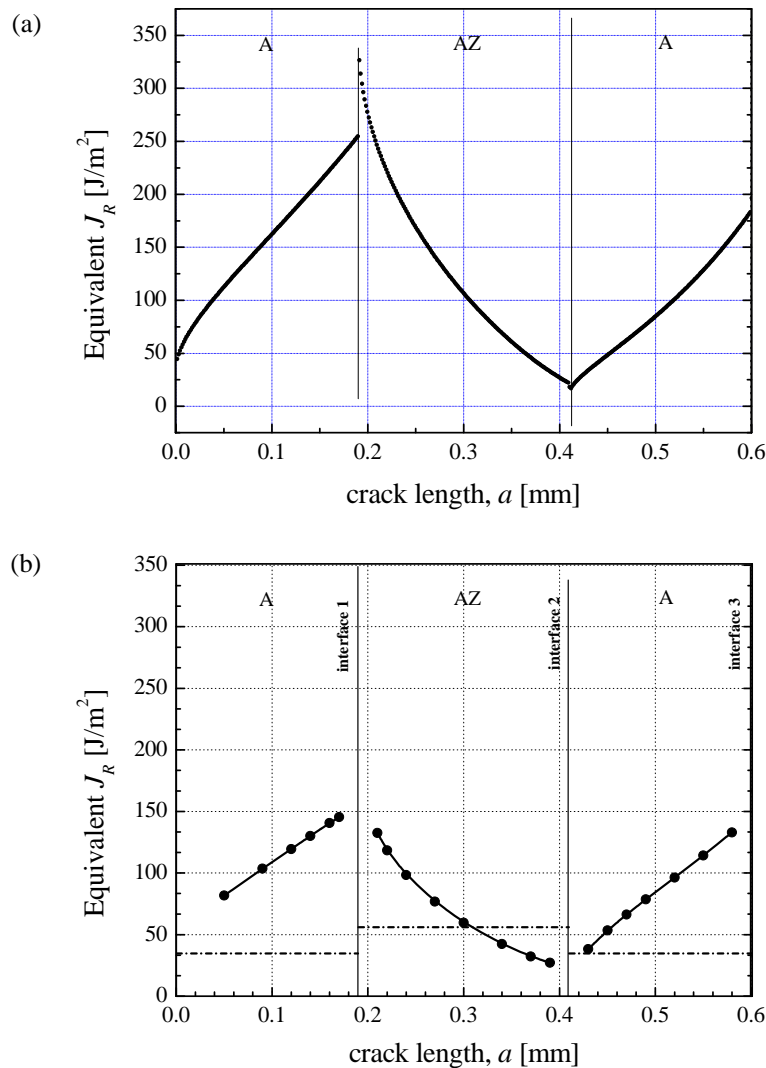 (a)
A AZ A
350
300
250
200
150
100
50
0
Equivalent J_R [J/m²]
0.0 0.1 0.2 0.3 0.4 0.5 0.6
crack length, a [mm]
(b)
A AZ A
interface 1
interface 2
interface 3
350
300
250
200
150
100
50
0
Equivalent J_R [J/m²]
0.0 0.1 0.2 0.3 0.4 0.5 0.6
crack length, a [mm]